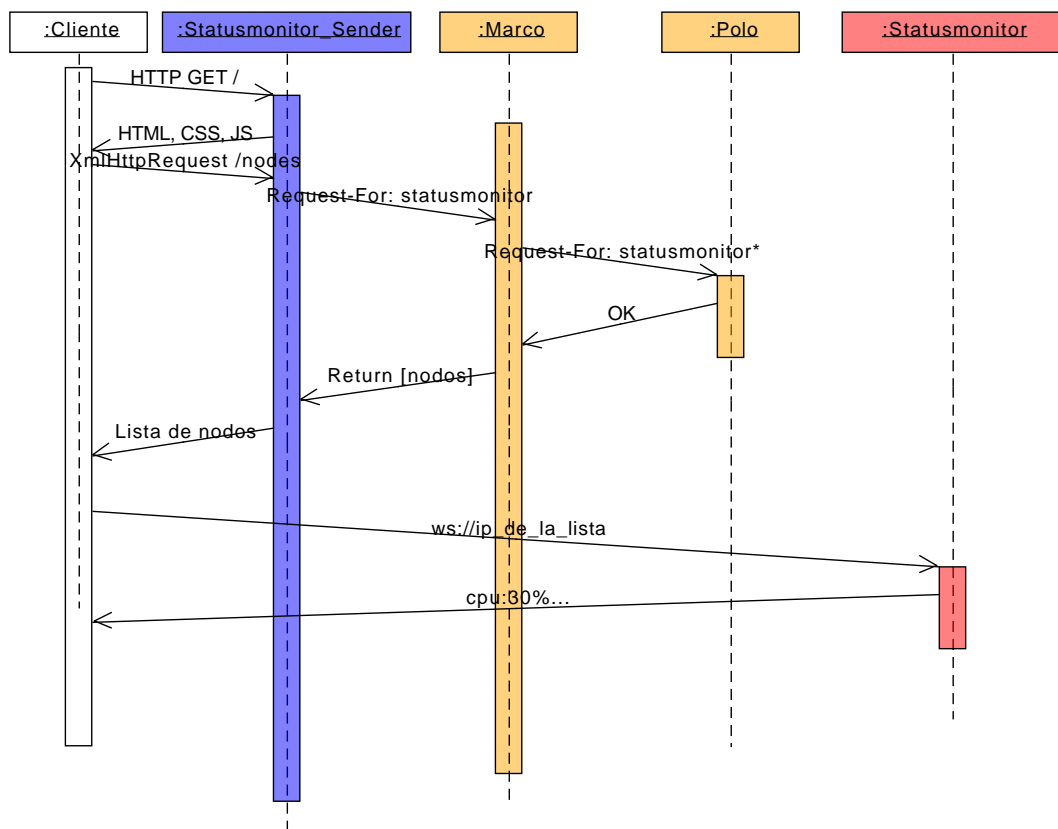 :Cliente
:Statusmonitor_Sender
:Marco
:Polo
:Statusmonitor
HTTP GET /
HTML, CSS, JS
XmlHttpRequest /nodes
Request-For: statusmonitor
Request-For: statusmonitor*
OK
Return [nodos]
Lista de nodos
ws://ip_de_la_lista
cpu:30%...